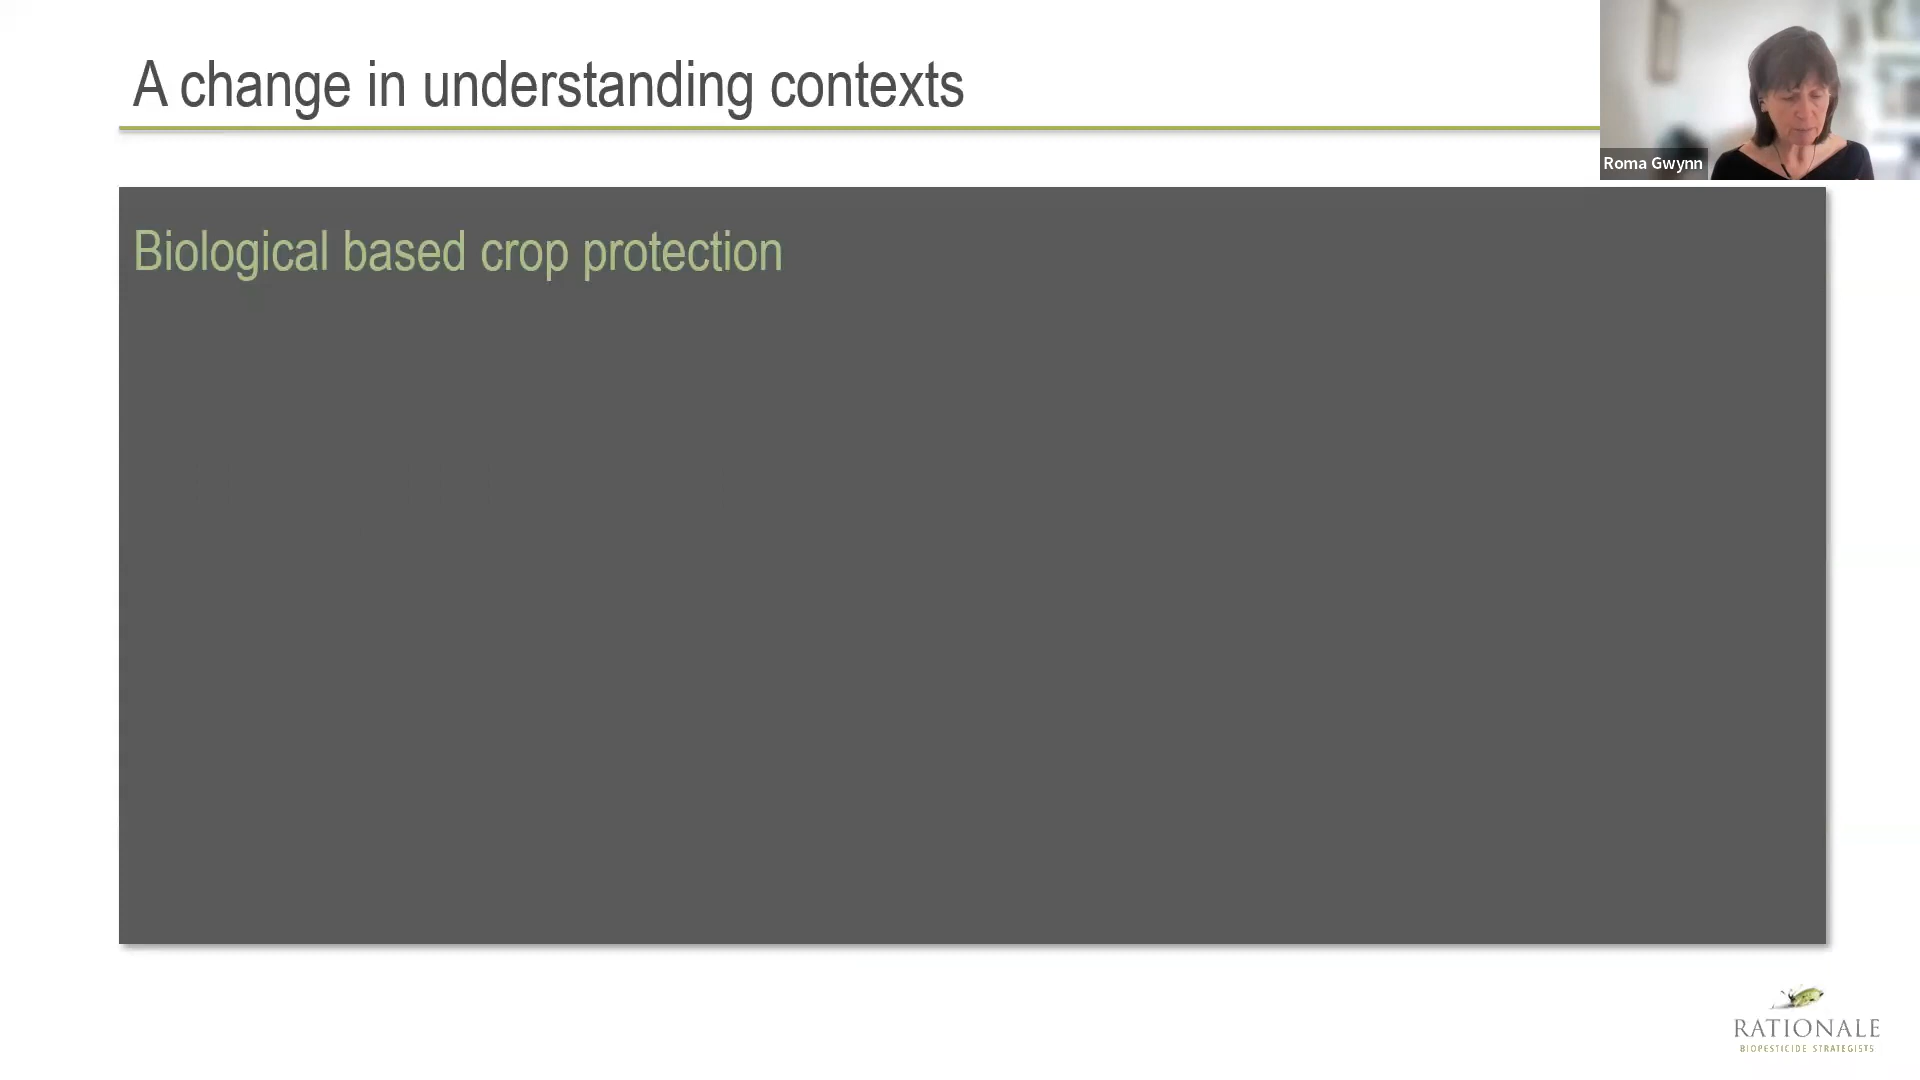 A change in understanding contexts
Roma Gwynn
Biological based crop protection
RATIONALE
BIOPESTICIDE STRATEGISTS